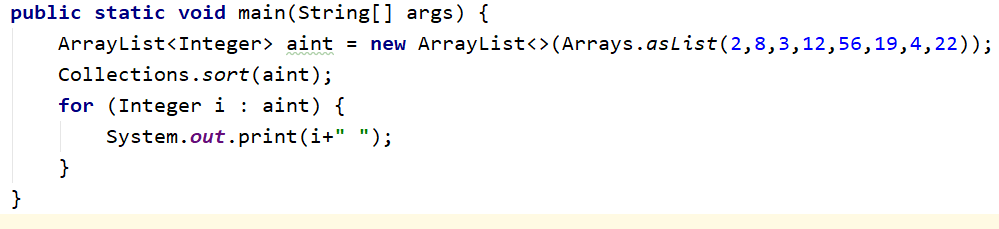 public static void main(String[] args) {
    ArrayList<Integer> aint = new ArrayList<>(Arrays.asList(2,8,3,12,56,19,4,22));
    Collections.sort(aint);
    for (Integer i : aint) {
        System.out.print(i+" ");
    }
}